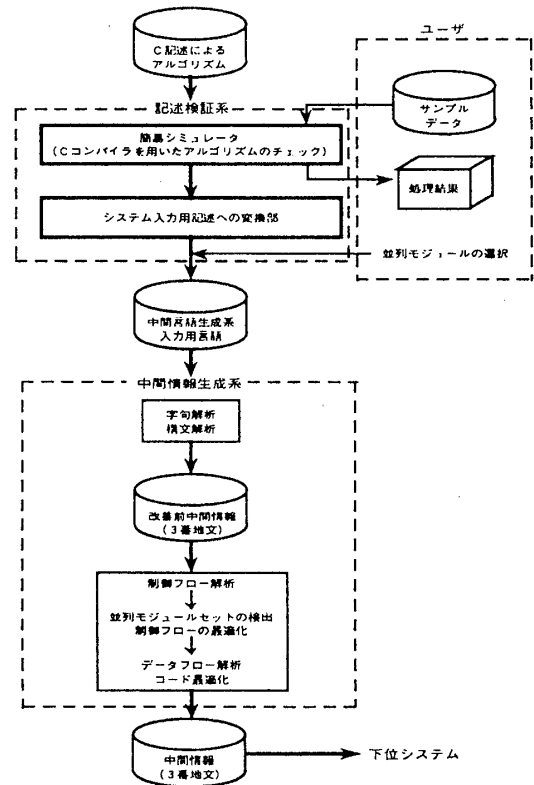 C記述による
アルゴリズム
ユーザ
サンプル
データ
処理結果
記述検証系
簡易シミュレータ
(Cコンパイラを用いたアルゴリズムのチェック)
システム入力用記述への変換部
並列モジュールの選択
中間言語生成系
入力用言語
中間情報生成系
字句解析
構文解析
改善前中間情報
(3番地文)
制御フロー解析
並列モジュールセットの検出
制御フローの最適化
データフロー解析
コード最適化
中間情報
(3番地文)
下位システム